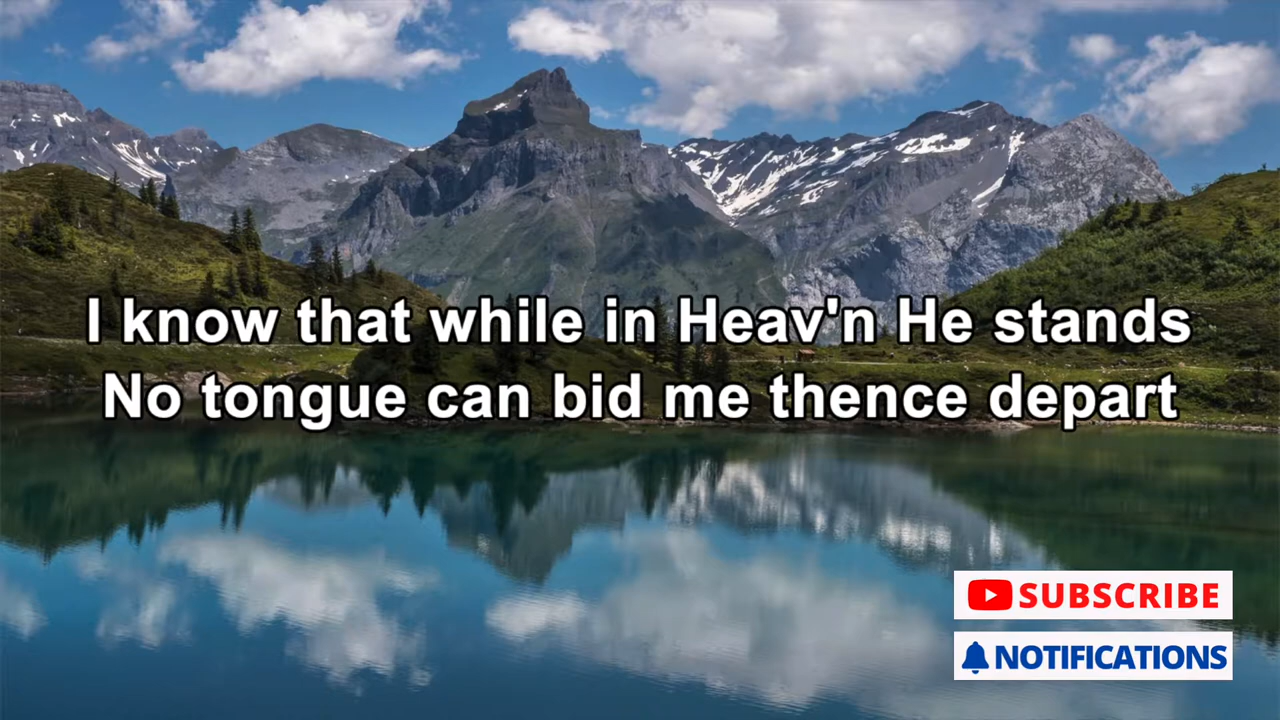 I know that while in Heav'n He stands
No tongue can bid me thence depart
SUBSCRIBE
NOTIFICATIONS